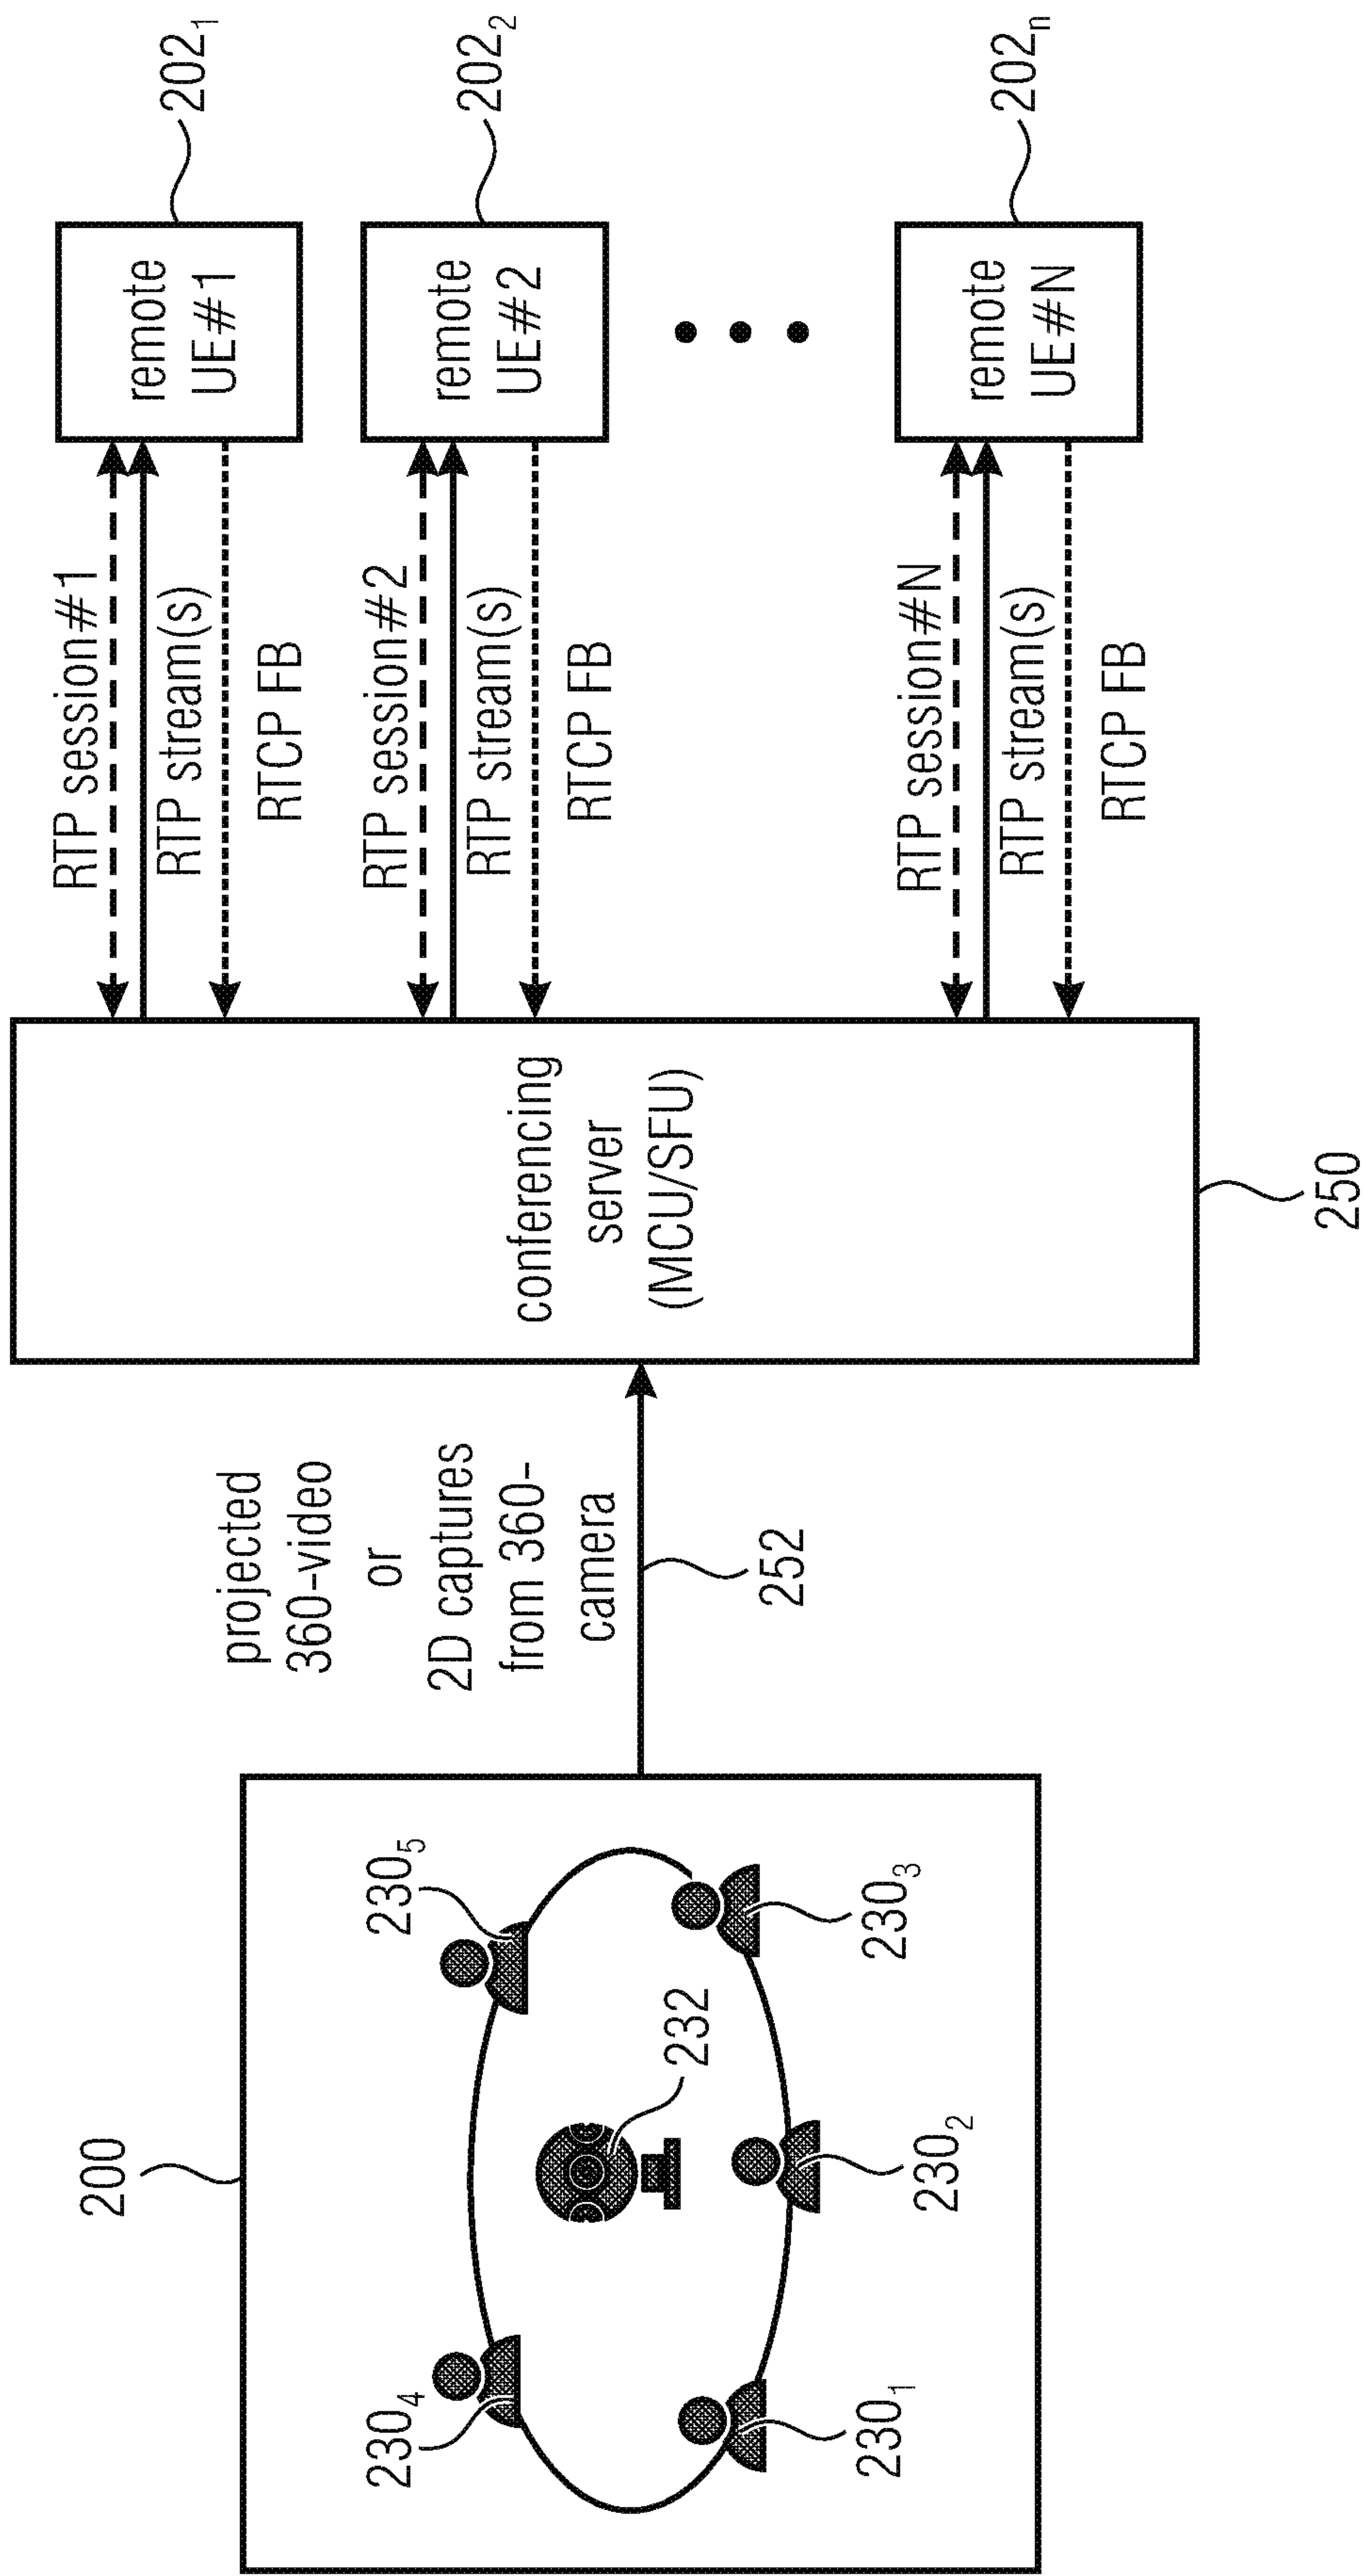 200
230₄
230₅
232
230₁
230₂
230₃
projected
360-video
or
2D captures
from 360-
camera
252
conferencing
server
(MCU/SFU)
250
RTP session#1
RTP stream(s)
RTCP FB
remote
UE#1
202₁
RTP session#2
RTP stream(s)
RTCP FB
remote
UE#2
202₂
RTP session#N
RTP stream(s)
RTCP FB
remote
UE#N
202ₙ